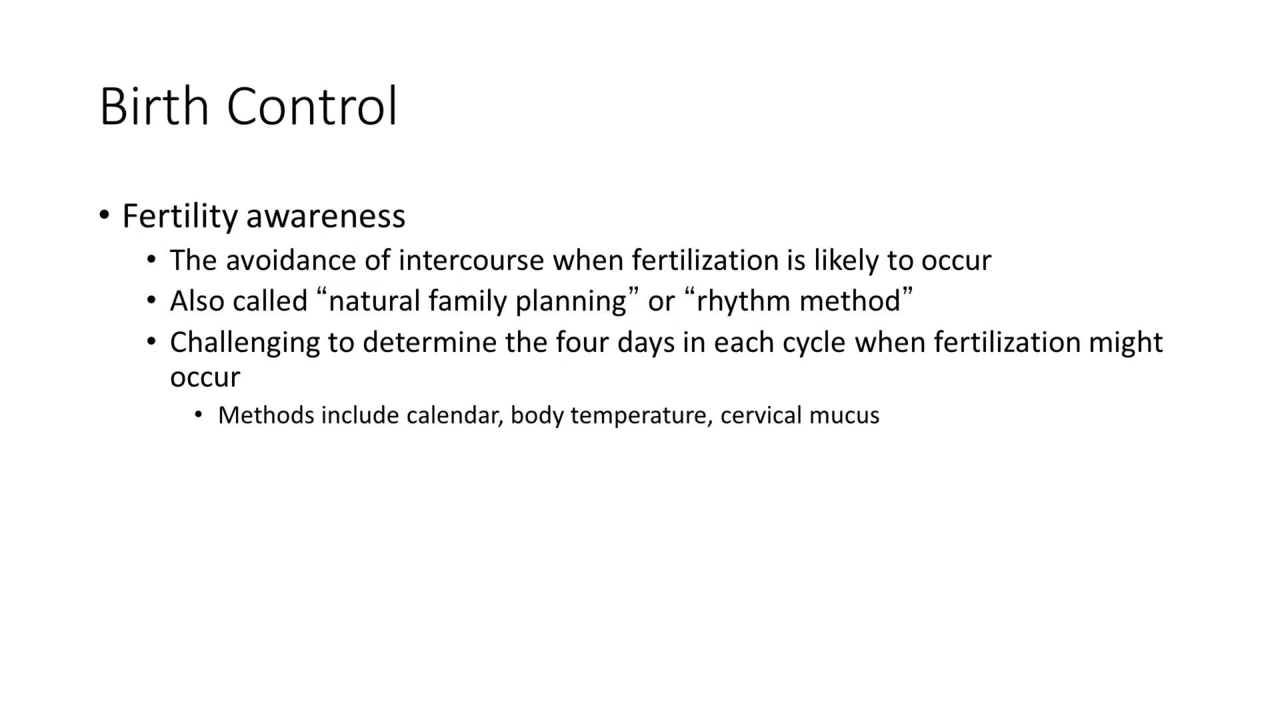 Birth Control
• Fertility awareness
• The avoidance of intercourse when fertilization is likely to occur
• Also called “natural family planning” or “rhythm method”
• Challenging to determine the four days in each cycle when fertilization might
occur
• Methods include calendar, body temperature, cervical mucus